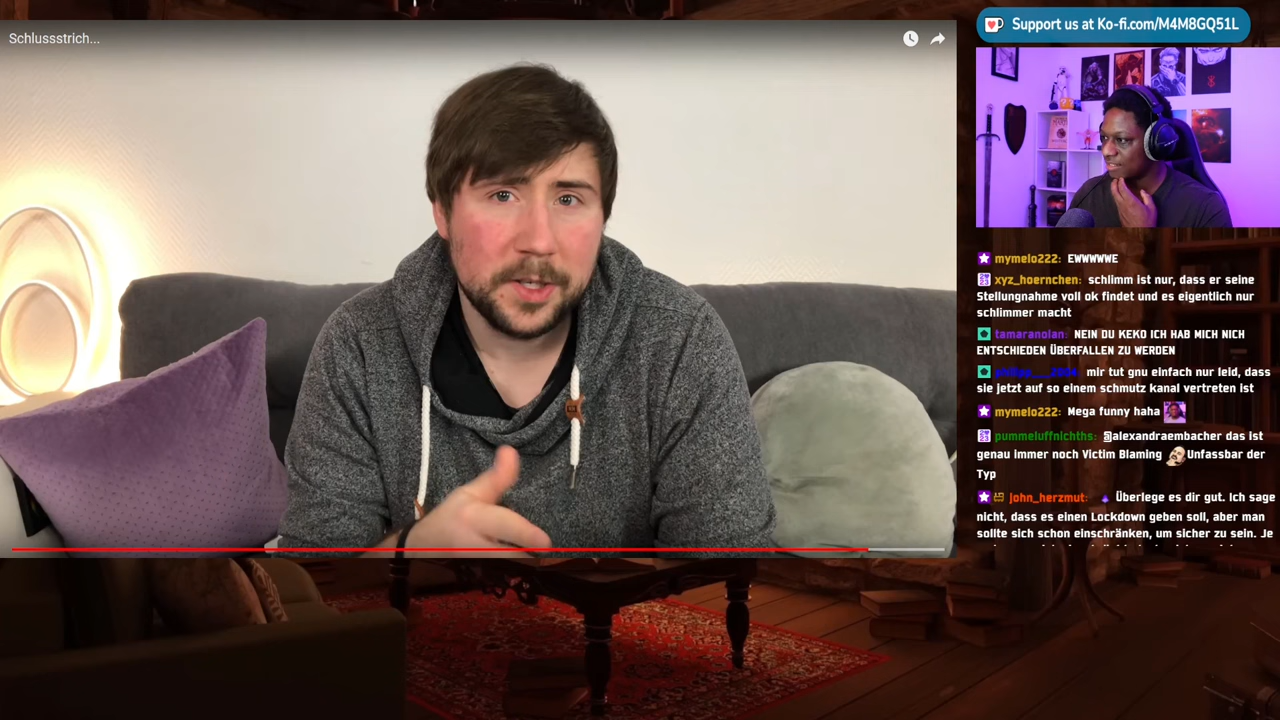 Schlussstrich...
Support us at Ko-fi.com/M4M8GQ51L
mymelo222: EWWWWWE
xyz_hoernchen: schlimm ist nur, dass er seine
Stellungnahme voll ok findet und es eigentlich nur
schlimmer macht
tamaranolan: NEIN DU KEKO ICH HAB MICH NICH
ENTSCHIEDEN ÜBERFALLEN ZU WERDEN
mir tut gnu einfach nur leid, dass
sie jetzt auf so einem schmutz kanal vertreten ist
mymelo222: Mega funny haha
pummeluffnichths: @alexandraembacher das ist
genau immer noch Victim Blaming Unfassbar der
Typ
john_herzmut: Überlege es dir gut. Ich sage
nicht, dass es einen Lockdown geben soll, aber man
sollte sich schon einschränken, um sicher zu sein. Je